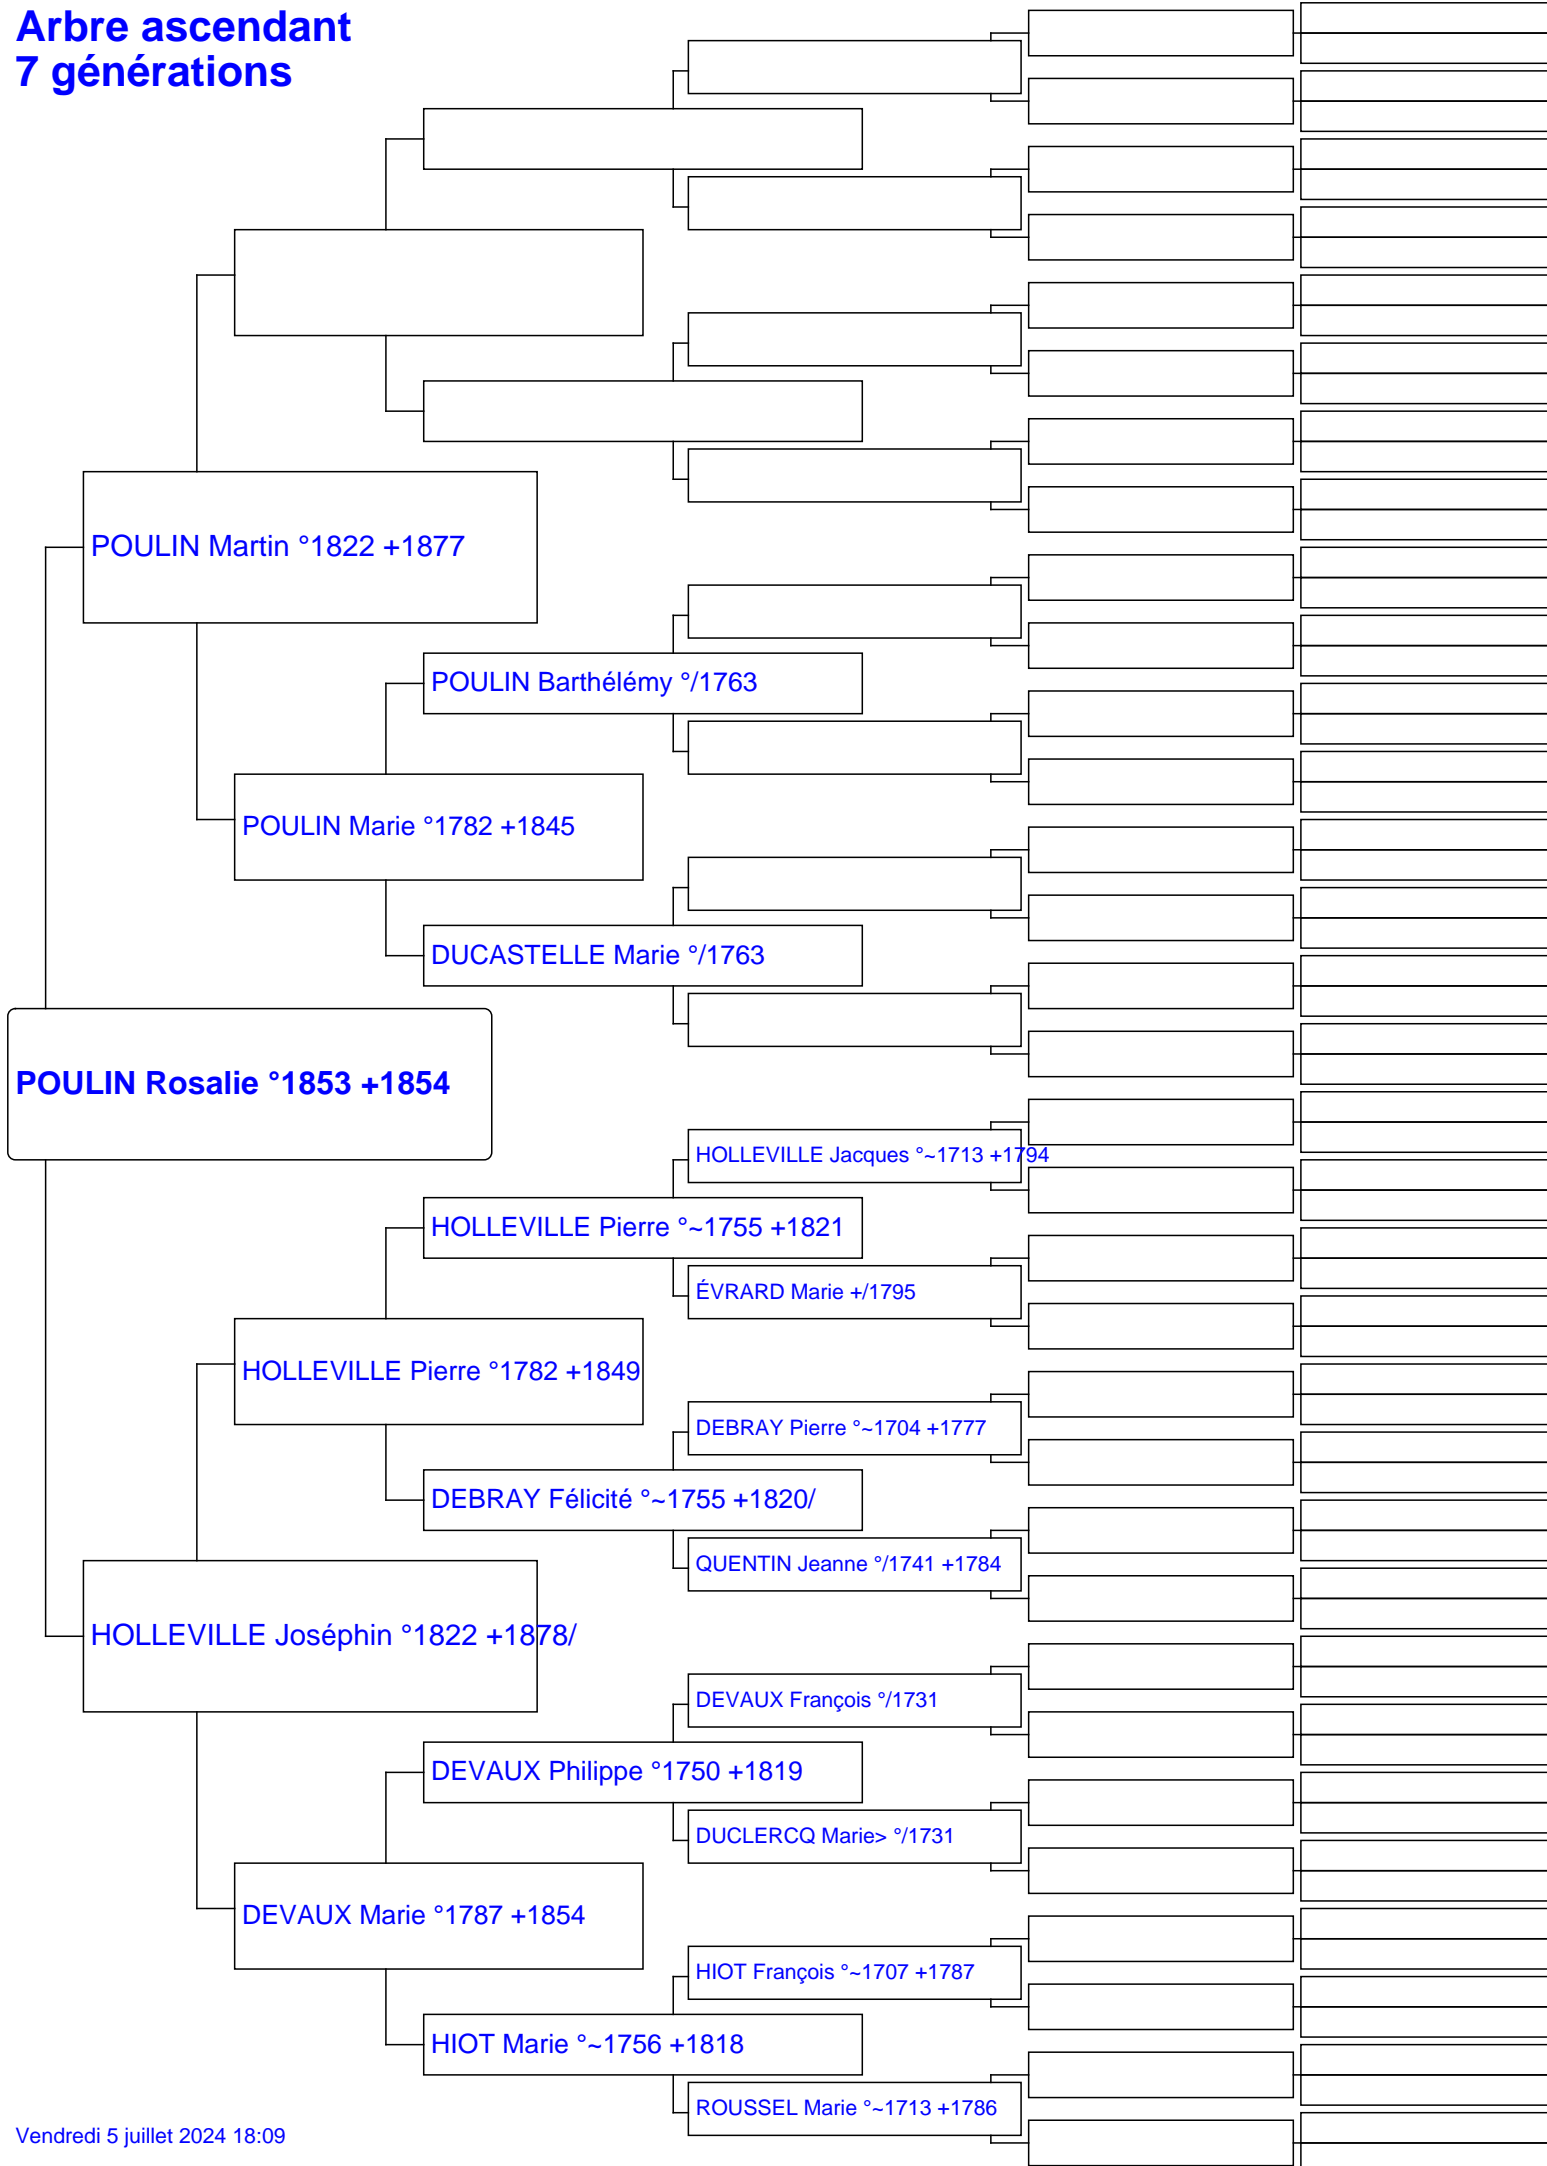 Arbre ascendant
7 générations
POULIN Martin °1822 +1877
POULIN Barthélémy °/1763
POULIN Marie °1782 +1845
DUCASTELLE Marie °/1763
POULIN Rosalie °1853 +1854
HOLLEVILLE Jacques °~1713 +1794
HOLLEVILLE Pierre °~1755 +1821
ÉVRARD Marie +/1795
HOLLEVILLE Pierre °1782 +1849
DEBRAY Pierre °~1704 +1777
DEBRAY Félicité °~1755 +1820/
QUENTIN Jeanne °/1741 +1784
HOLLEVILLE Joséphin °1822 +1878/
DEVAUX François °/1731
DEVAUX Philippe °1750 +1819
DUCLERCQ Marie> °/1731
DEVAUX Marie °1787 +1854
HIOT François °~1707 +1787
HIOT Marie °~1756 +1818
ROUSSEL Marie °~1713 +1786
Vendredi 5 juillet 2024 18:09